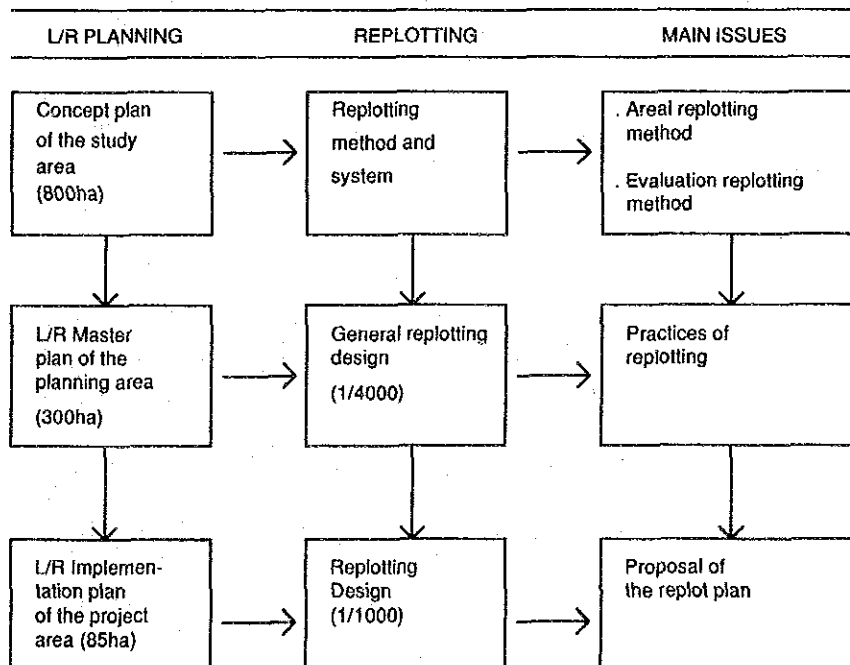 L/R PLANNING
REPLOTTING
MAIN ISSUES
Concept plan
of the study
area
(800ha)
Replotting
method and
system
. Areal replotting
method
. Evaluation replotting
method
L/R Master
plan of the
planning area
(300ha)
General replotting
design
(1/4000)
Practices of
replotting
L/R Implemen-
tation plan
of the project
area (85ha)
Replotting
Design
(1/1000)
Proposal of
the replot plan